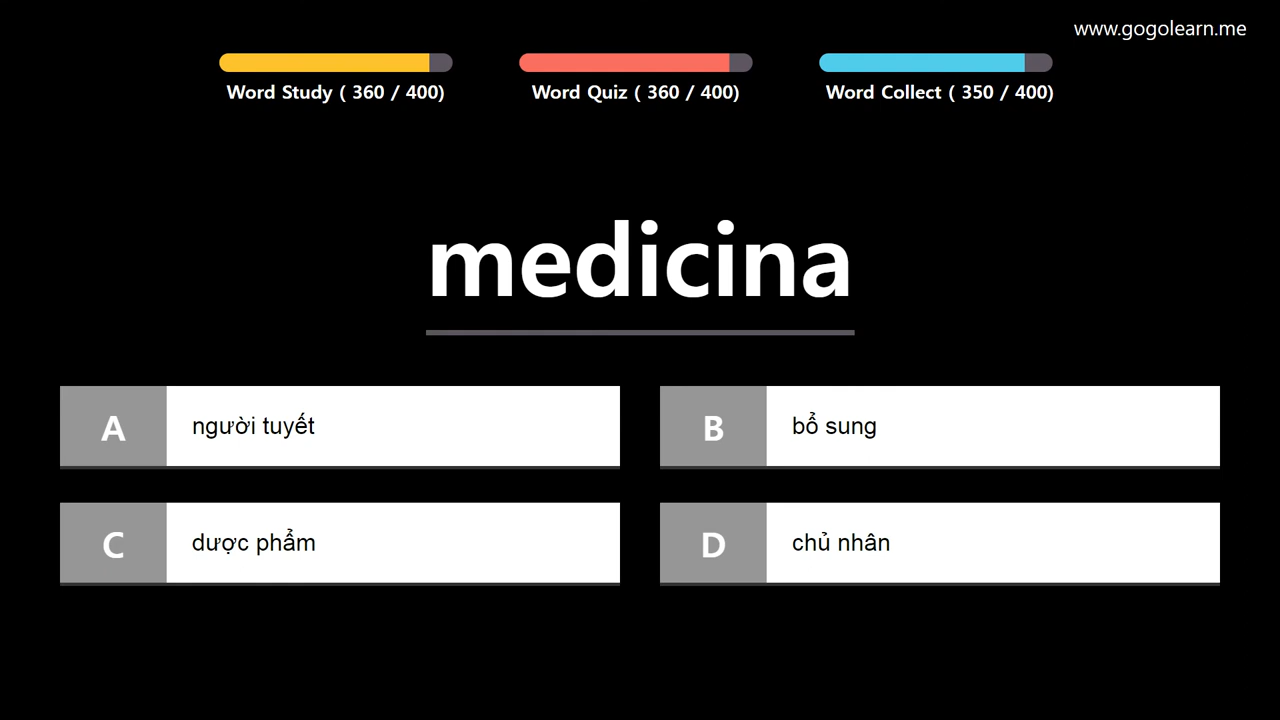 www.gogolearn.me
Word Study ( 360 / 400)
Word Quiz ( 360 / 400)
Word Collect ( 350 / 400)
medicina
A người tuyết
B bổ sung
C dược phẩm
D chủ nhân